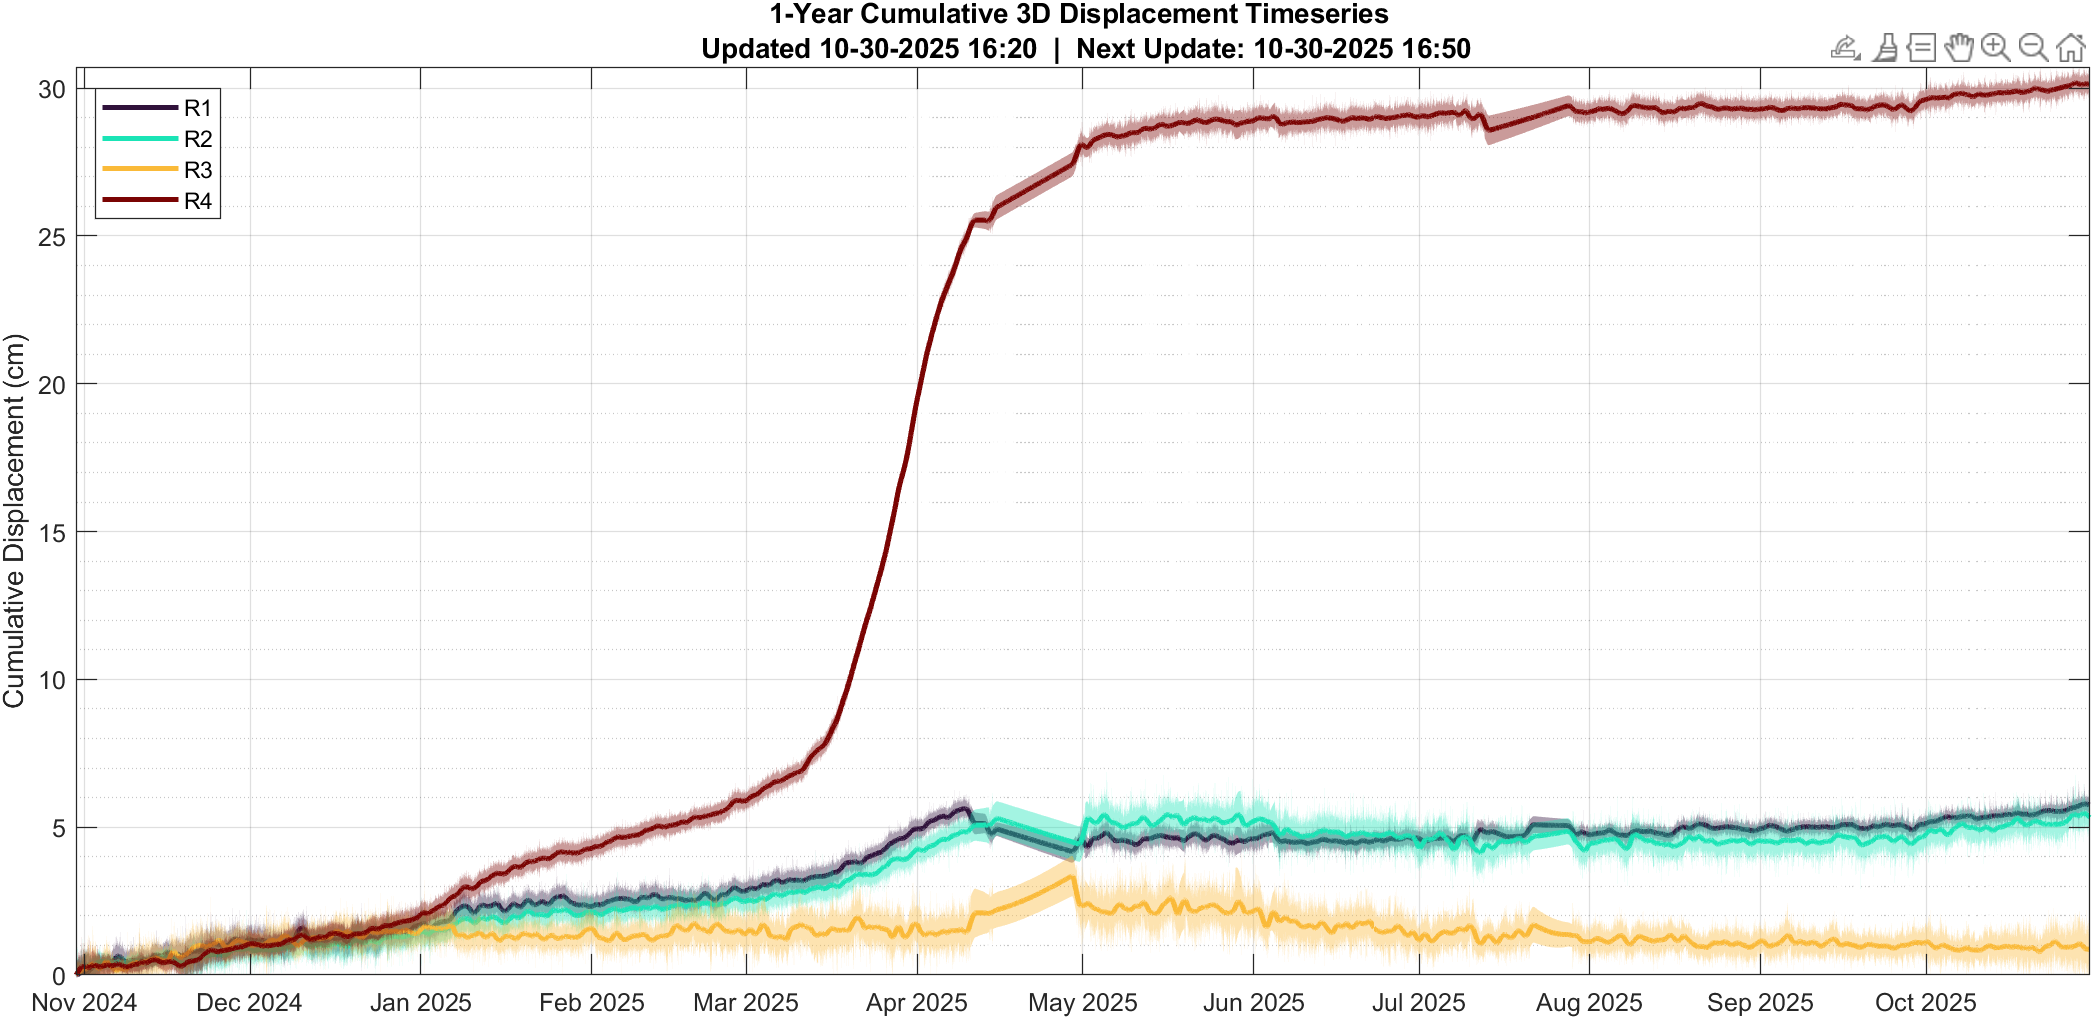 1-Year Cumulative 3D Displacement Timeseries
Updated 10-30-2025 16:20 | Next Update: 10-30-2025 16:50
R1
R2
R3
R4
Cumulative Displacement (cm)
30
25
20
15
10
5
0
Nov 2024 Dec 2024 Jan 2025 Feb 2025 Mar 2025 Apr 2025 May 2025 Jun 2025 Jul 2025 Aug 2025 Sep 2025 Oct 2025